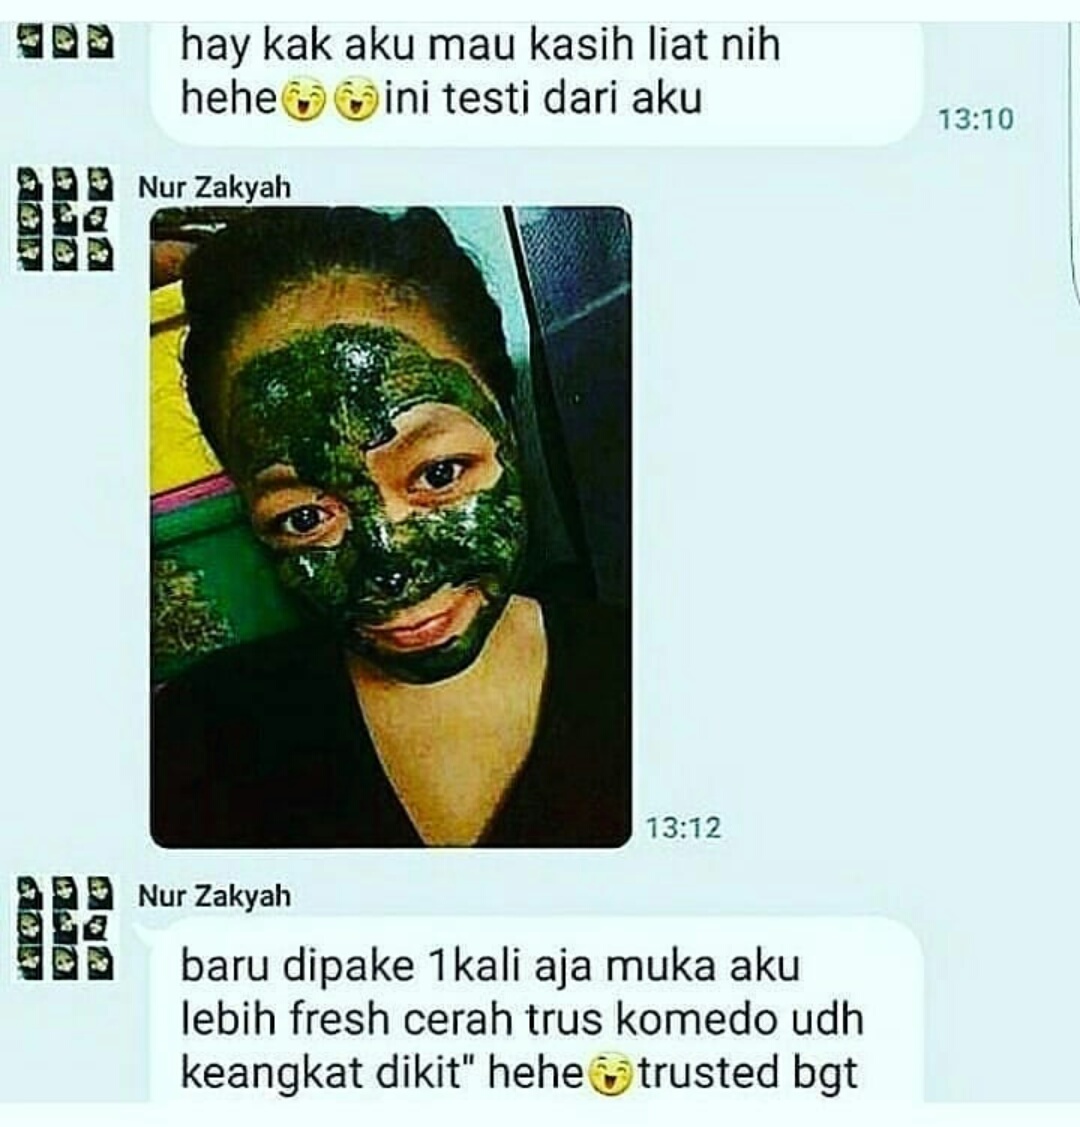 hay kak aku mau kasih liat nih
hehe😄😄ini testi dari aku
13:10
Nur Zakyah
13:12
Nur Zakyah
baru dipake 1kali aja muka aku
lebih fresh cerah trus komedo udh
keangkat dikit" hehe😄trusted bgt